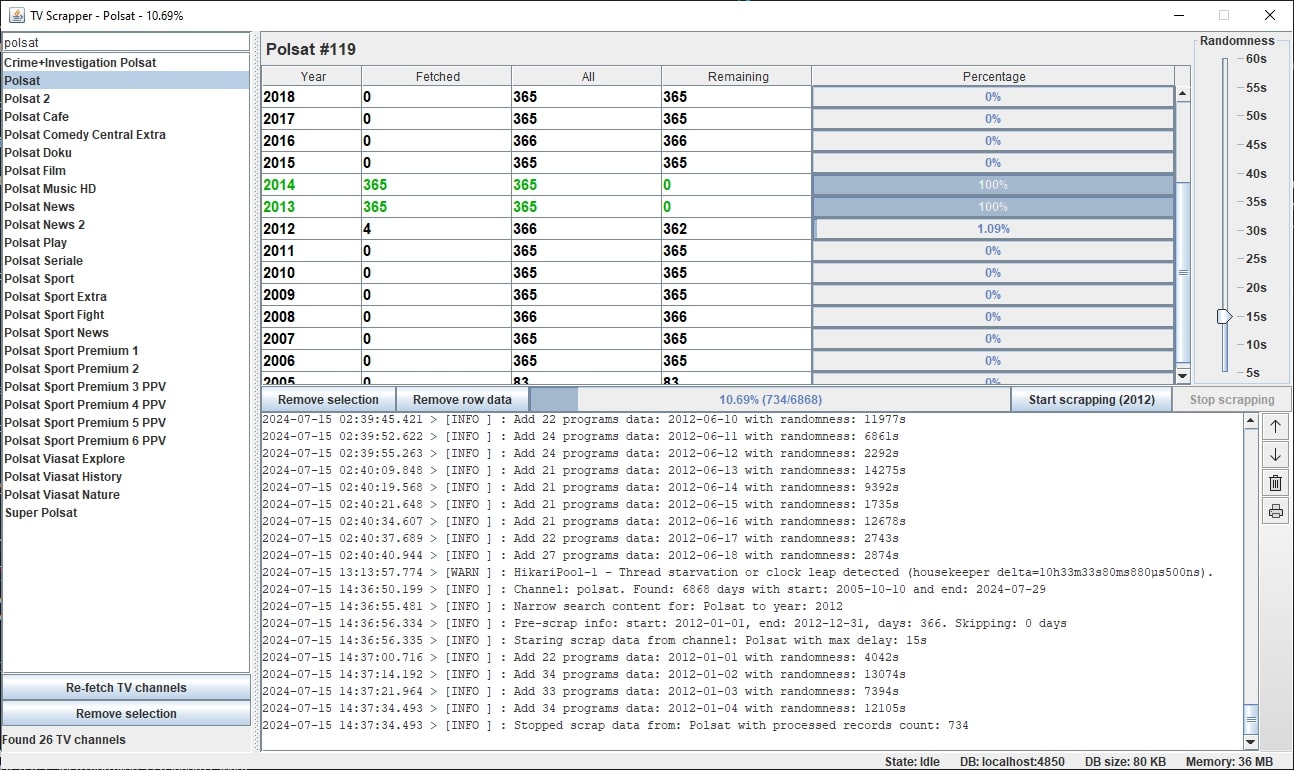 TV Scrapper - Polsat - 10.69%
polsat
Crime+Investigation Polsat
Polsat
Polsat 2
Polsat Cafe
Polsat Comedy Central Extra
Polsat Doku
Polsat Film
Polsat Music HD
Polsat News
Polsat News 2
Polsat Play
Polsat Seriale
Polsat Sport
Polsat Sport Extra
Polsat Sport Fight
Polsat Sport News
Polsat Sport Premium 1
Polsat Sport Premium 2
Polsat Sport Premium 3 PPV
Polsat Sport Premium 4 PPV
Polsat Sport Premium 5 PPV
Polsat Sport Premium 6 PPV
Polsat Viasat Explore
Polsat Viasat History
Polsat Viasat Nature
Super Polsat
Re-fetch TV channels
Remove selection
Found 26 TV channels
Polsat #119
Year Fetched All Remaining Percentage
2018 0 365 365 0%
2017 0 365 365 0%
2016 0 366 366 0%
2015 0 365 365 0%
2014 365 365 0 100%
2013 365 365 0 100%
2012 4 366 362 1.09%
2011 0 365 365 0%
2010 0 365 365 0%
2009 0 365 365 0%
2008 0 366 366 0%
2007 0 365 365 0%
2006 0 365 365 0%
2005 0 83 83 0%
Randomness
60s
55s
50s
45s
40s
35s
30s
25s
20s
15s
10s
5s
Remove selection Remove row data 10.69% (734/6868) Start scrapping (2012) Stop scrapping
2024-07-15 02:39:45.421 > [INFO ] : Add 22 programs data: 2012-06-10 with randomness: 11977s
2024-07-15 02:39:52.622 > [INFO ] : Add 24 programs data: 2012-06-11 with randomness: 6861s
2024-07-15 02:39:55.263 > [INFO ] : Add 24 programs data: 2012-06-12 with randomness: 2292s
2024-07-15 02:40:09.848 > [INFO ] : Add 21 programs data: 2012-06-13 with randomness: 14275s
2024-07-15 02:40:19.568 > [INFO ] : Add 21 programs data: 2012-06-14 with randomness: 9392s
2024-07-15 02:40:21.648 > [INFO ] : Add 21 programs data: 2012-06-15 with randomness: 1735s
2024-07-15 02:40:34.607 > [INFO ] : Add 21 programs data: 2012-06-16 with randomness: 12678s
2024-07-15 02:40:37.689 > [INFO ] : Add 22 programs data: 2012-06-17 with randomness: 2743s
2024-07-15 02:40:40.944 > [INFO ] : Add 27 programs data: 2012-06-18 with randomness: 2874s
2024-07-15 13:13:57.774 > [WARN ] : HikariPool-1 - Thread starvation or clock leap detected (housekeeper delta=10h33m33s80ms880µs500ns).
2024-07-15 14:36:50.199 > [INFO ] : Channel: polsat. Found: 6868 days with start: 2005-10-10 and end: 2024-07-29
2024-07-15 14:36:55.481 > [INFO ] : Narrow search content for: Polsat to year: 2012
2024-07-15 14:36:56.334 > [INFO ] : Pre-scrap info: start: 2012-01-01, end: 2012-12-31, days: 366. Skipping: 0 days
2024-07-15 14:36:56.335 > [INFO ] : Staring scrap data from channel: Polsat with max delay: 15s
2024-07-15 14:37:00.716 > [INFO ] : Add 22 programs data: 2012-01-01 with randomness: 4042s
2024-07-15 14:37:14.192 > [INFO ] : Add 34 programs data: 2012-01-02 with randomness: 13074s
2024-07-15 14:37:21.964 > [INFO ] : Add 33 programs data: 2012-01-03 with randomness: 7394s
2024-07-15 14:37:34.493 > [INFO ] : Add 34 programs data: 2012-01-04 with randomness: 12105s
2024-07-15 14:37:34.493 > [INFO ] : Stopped scrap data from: Polsat with processed records count: 734
State: Idle DB: localhost:4850 DB size: 80 KB Memory: 36 MB